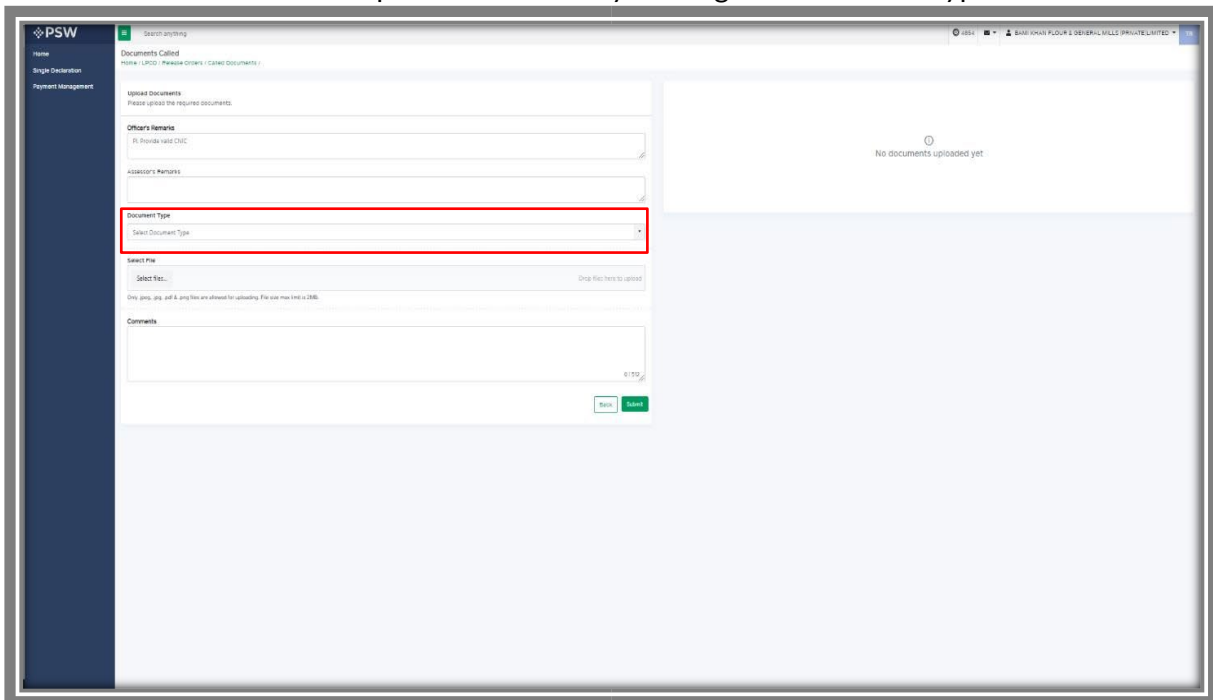 PSW
Search anything
4854
BAMI KHAN FLOUR & GENERAL MILLS (PRIVATE)LIMITED
Home
Single Declaration
Payment Management
Documents Called
Home / LPCO / Release Orders / Called Documents /
Upload Documents
Please upload the required documents.
Officer's Remarks
Pl. Provide valid CNIC
Assessor's Remarks
Document Type
Select Document Type
Select File
Select files...
Drop files here to upload
Only .jpeg, .jpg, .pdf & .png files are allowed for uploading. File size max limit is 2MB.
Comments
0 / 512
Back
Submit
No documents uploaded yet